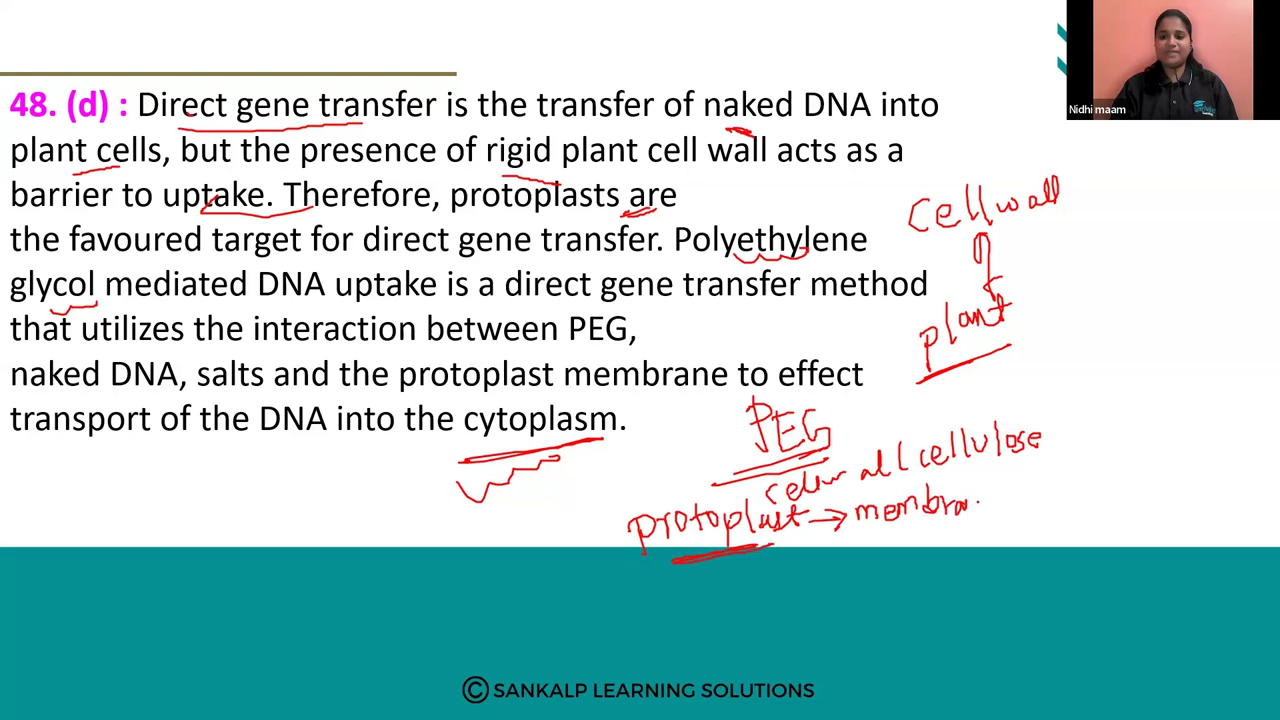 48. (d) : Direct gene transfer is the transfer of naked DNA into
plant cells, but the presence of rigid plant cell wall acts as a
barrier to uptake. Therefore, protoplasts are
the favoured target for direct gene transfer. Polyethylene
glycol mediated DNA uptake is a direct gene transfer method
that utilizes the interaction between PEG,
naked DNA, salts and the protoplast membrane to effect
transport of the DNA into the cytoplasm.
Nidhi maam
cell wall
plant
PEG
all cellulose
protoplast → membra
© SANKALP LEARNING SOLUTIONS